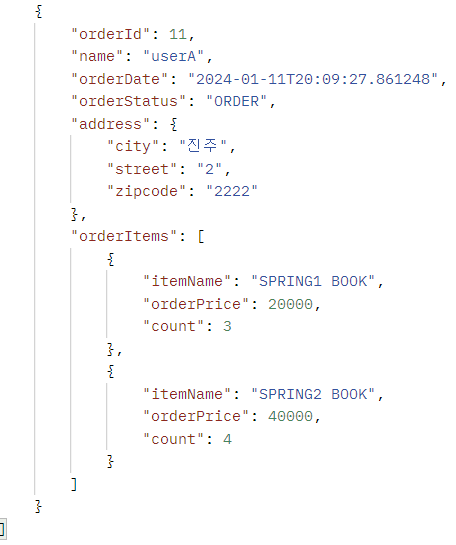 {
"orderId": 11,
"name": "userA",
"orderDate": "2024-01-11T20:09:27.861248",
"orderStatus": "ORDER",
"address": {
"city": "진주",
"street": "2",
"zipcode": "2222"
},
"orderItems": [
{
"itemName": "SPRING1 BOOK",
"orderPrice": 20000,
"count": 3
},
{
"itemName": "SPRING2 BOOK",
"orderPrice": 40000,
"count": 4
}
]
}
]